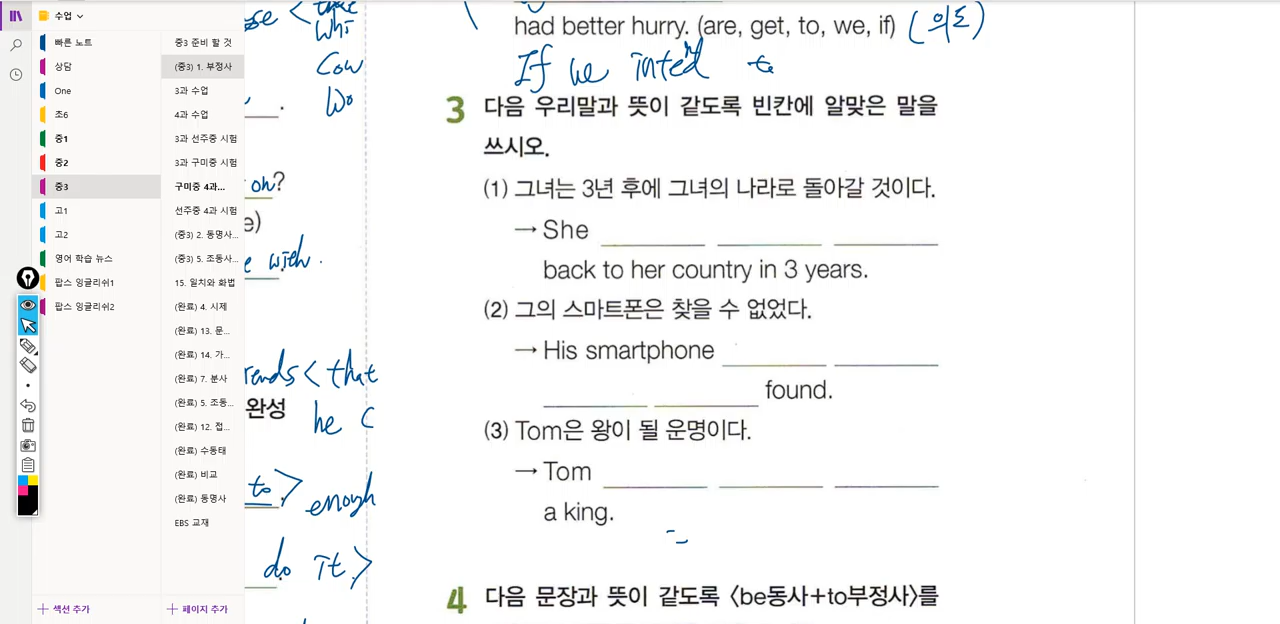 수업
빠른 노트
상담
One
초6
중1
중2
중3
고1
고2
영어 학습 뉴스
팝스 잉글리쉬1
팝스 잉글리쉬2
섹션 추가
중3 준비 할 것
(중3) 1. 부정사
3과 수업
4과 수업
3과 선주중 시험
3과 구미중 시험
구미중 4과...
선주중 4과 시험
(중3) 2. 동명사...
(중3) 5. 조동사...
15. 일치와 화법
(완료) 4. 시제
(완료) 13. 문...
(완료) 14. 가...
(완료) 7. 분사
(완료) 5. 조동...
(완료) 12. 접...
(완료) 수동태
(완료) 비교
(완료) 동명사
EBS 교재
페이지 추가
< that
Whi
Cow
Wo
on?
e)
e with.
rends < that
완성
he C
to > enough
do it >
had better hurry. (are, get, to, we, if) (의도)
If we intend to
3 다음 우리말과 뜻이 같도록 빈칸에 알맞은 말을
쓰시오.
(1) 그녀는 3년 후에 그녀의 나라로 돌아갈 것이다.
→ She
back to her country in 3 years.
(2) 그의 스마트폰은 찾을 수 없었다.
→ His smartphone
found.
(3) Tom은 왕이 될 운명이다.
→ Tom
a king.
4 다음 문장과 뜻이 같도록 〈be동사+to부정사〉를